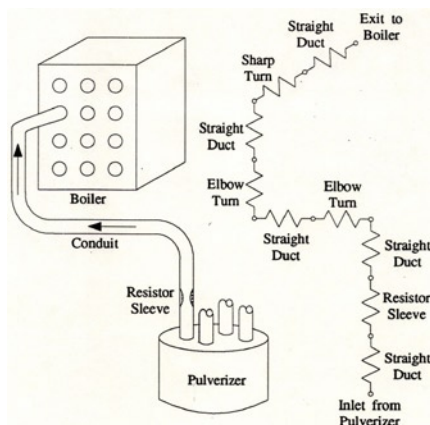 Exit to
Boiler
Straight
Duct
Sharp
Turn
Straight
Duct
Elbow
Turn
Elbow
Turn
Straight
Duct
Straight
Duct
Resistor
Sleeve
Straight
Duct
Inlet from
Pulverizer
Boiler
Conduit
Resistor
Sleeve
Pulverizer